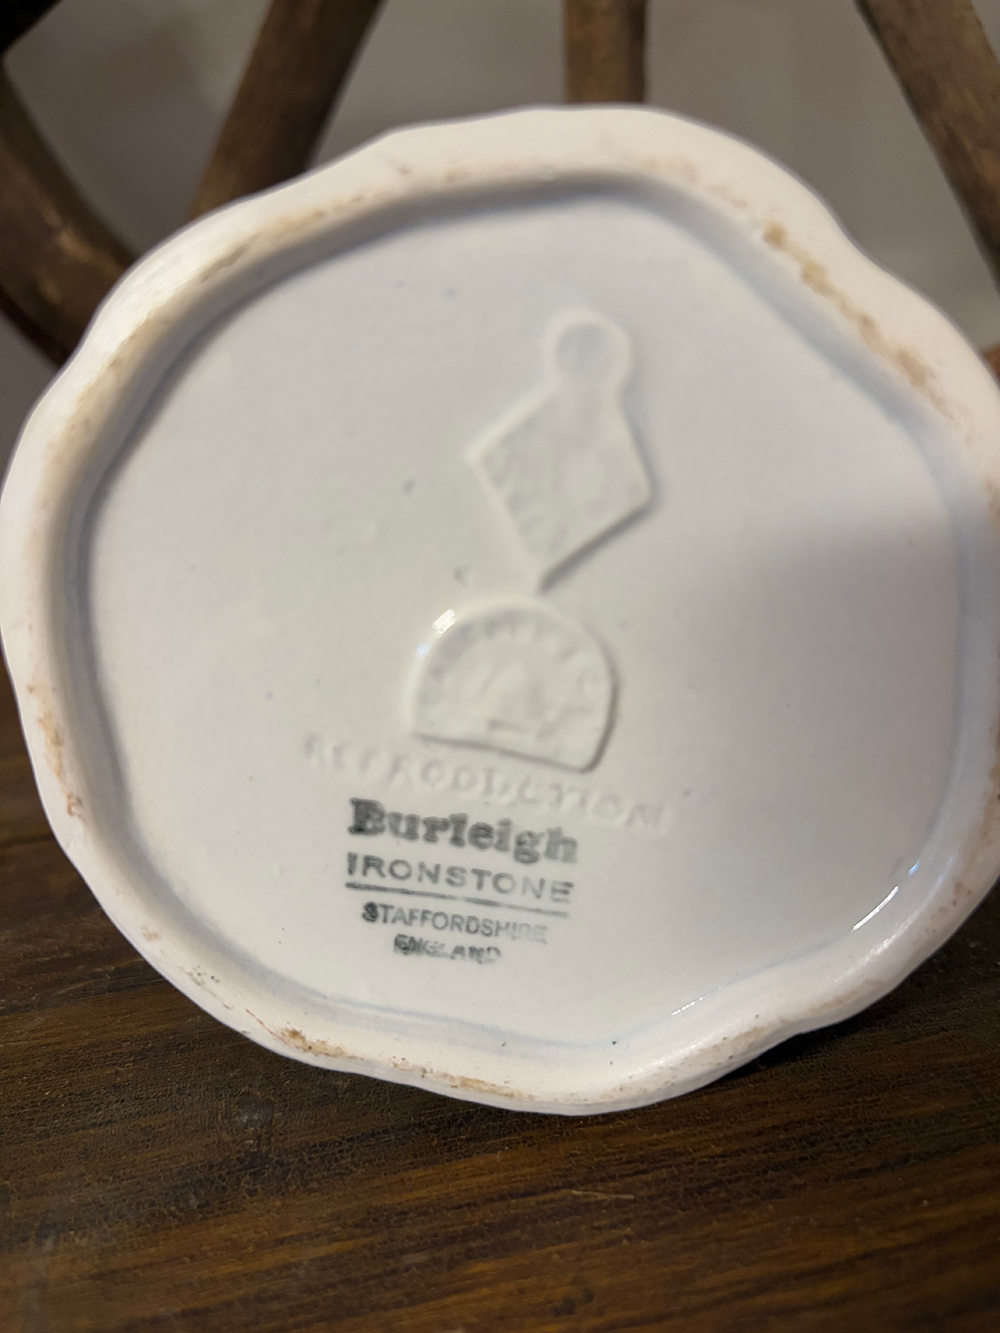 REPRODUCTION
Burleigh
IRONSTONE
STAFFORDSHIRE
ENGLAND